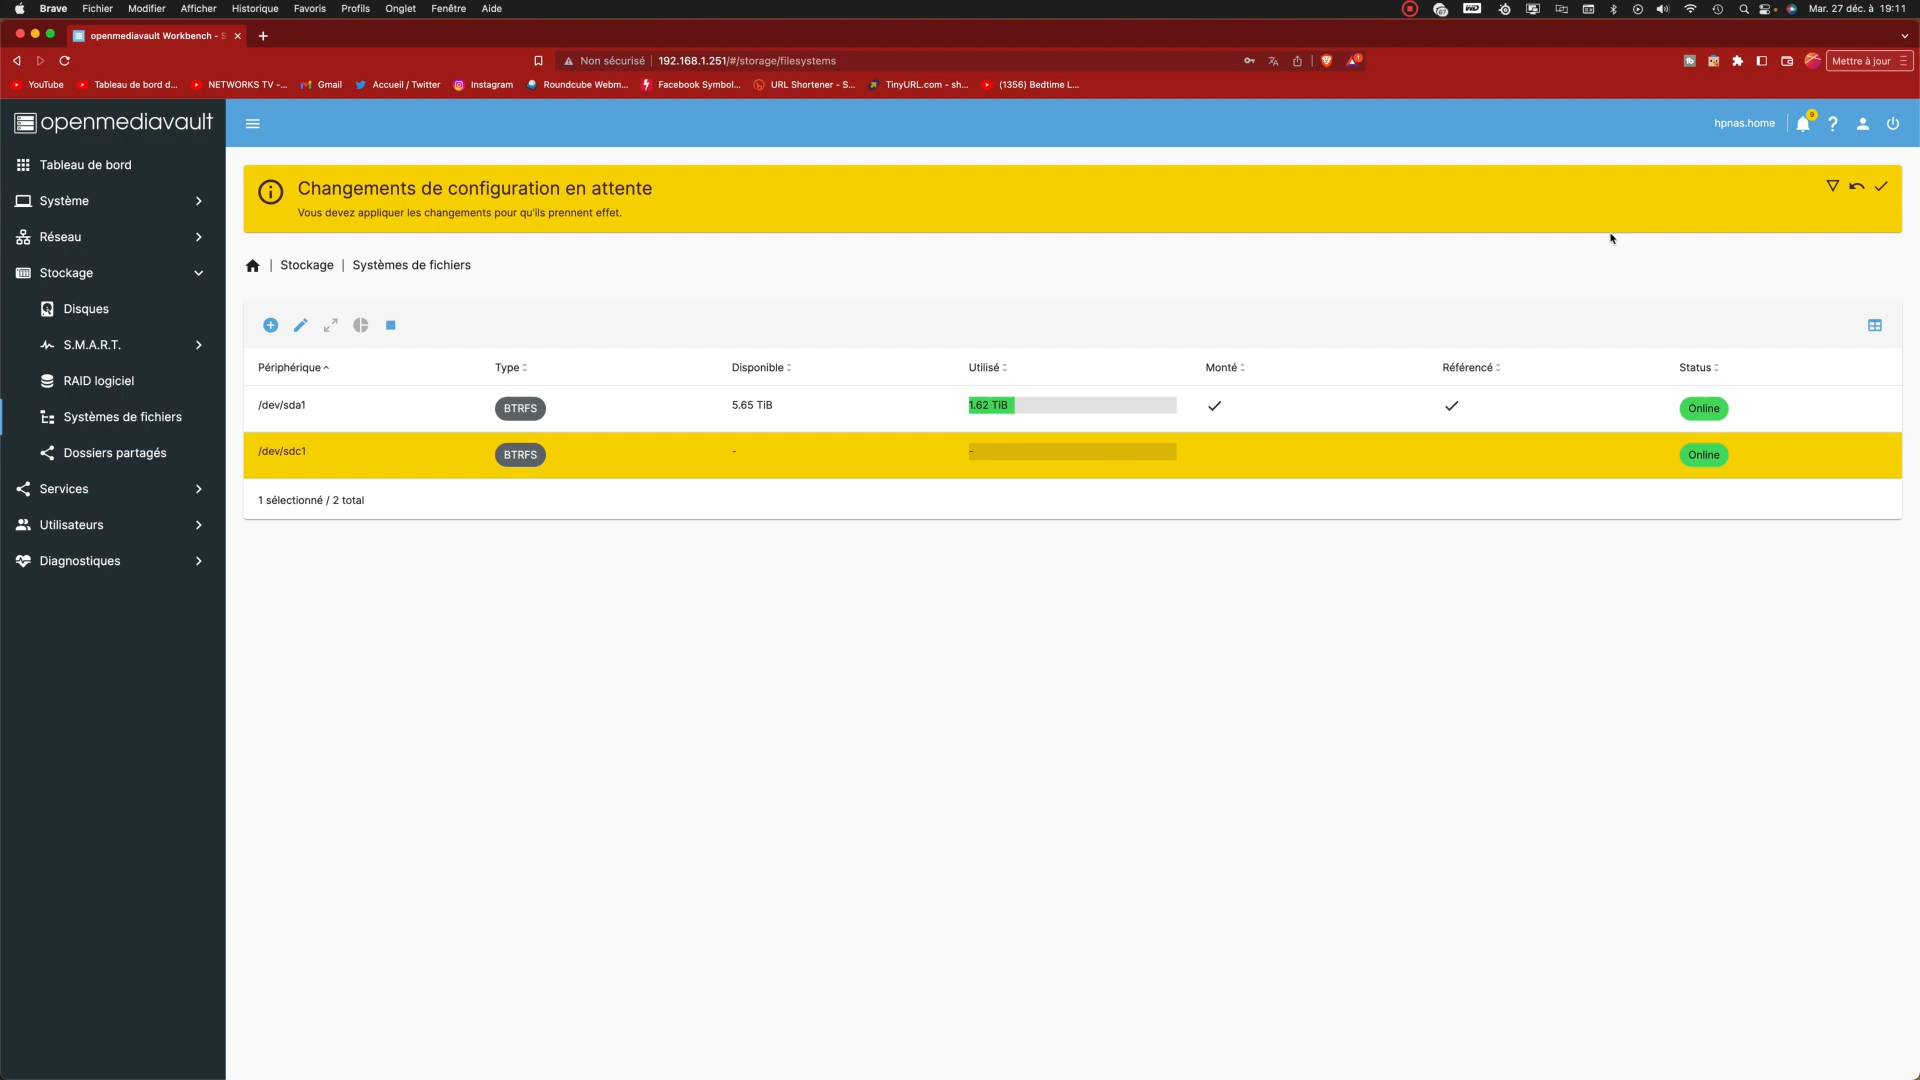 Brave Fichier Modifier Afficher Historique Favoris Profils Onglet Fenêtre Aide
Mar. 27 déc. à 19:11
openmediavault Workbench - S
Non sécurisé 192.168.1.251/#/storage/filesystems
Mettre à jour
YouTube Tableau de bord d... NETWORKS TV -... Gmail Accueil / Twitter Instagram Roundcube Webm... Facebook Symbol... URL Shortener - S... TinyURL.com - sh... (1356) Bedtime L...
openmediavault
hpnas.home
9
Tableau de bord
Système
Réseau
Stockage
Disques
S.M.A.R.T.
RAID logiciel
Systèmes de fichiers
Dossiers partagés
Services
Utilisateurs
Diagnostiques
Changements de configuration en attente
Vous devez appliquer les changements pour qu'ils prennent effet.
| Stockage | Systèmes de fichiers
Périphérique Type Disponible Utilisé Monté Référencé Status
/dev/sda1 BTRFS 5.65 TiB 1.62 TiB Online
/dev/sdc1 BTRFS - - Online
1 sélectionné / 2 total